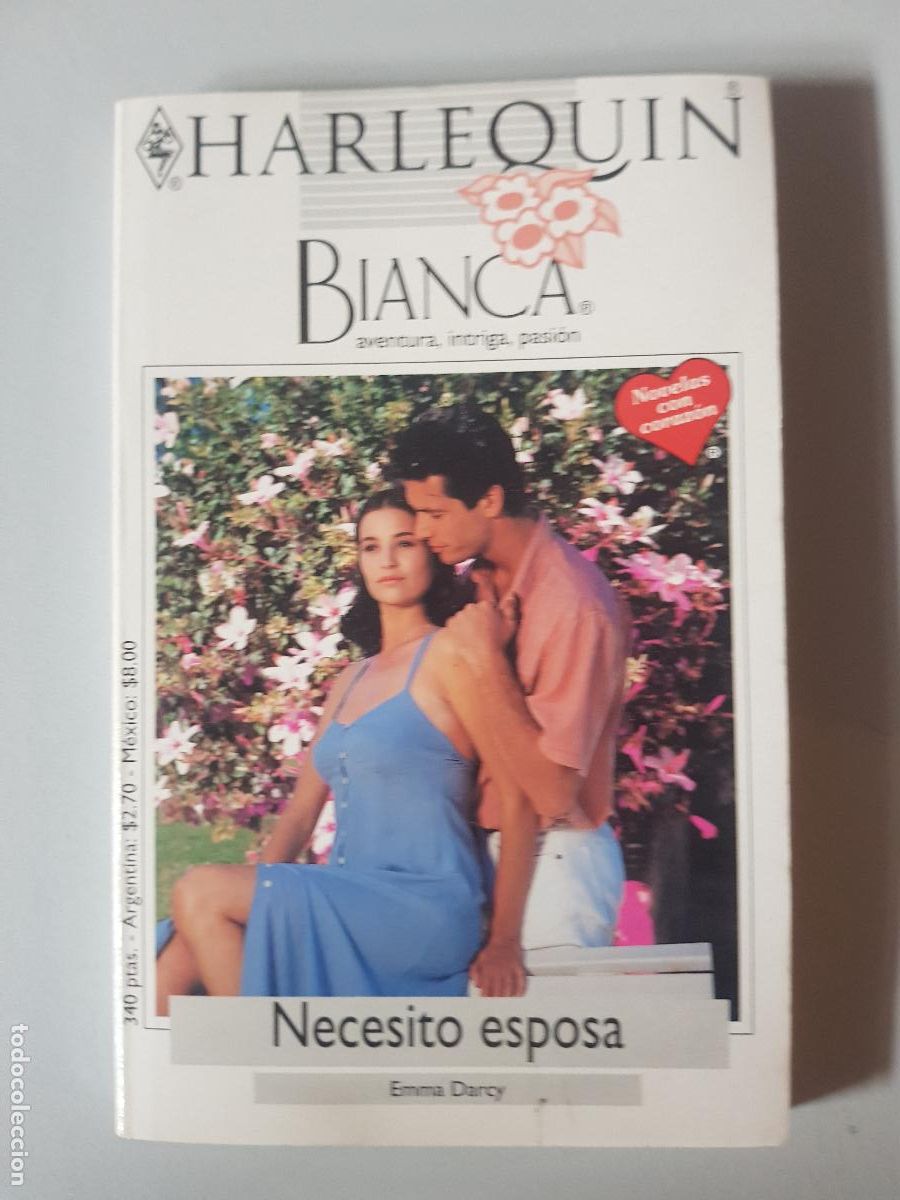 HARLEQUIN®
®
BIANCA®
aventura, intriga, pasión
Novelas
con
corazón
®
340 ptas. - Argentina: $2.70 - México: $8.00
Necesito esposa
Emma Darcy
todocoleccion